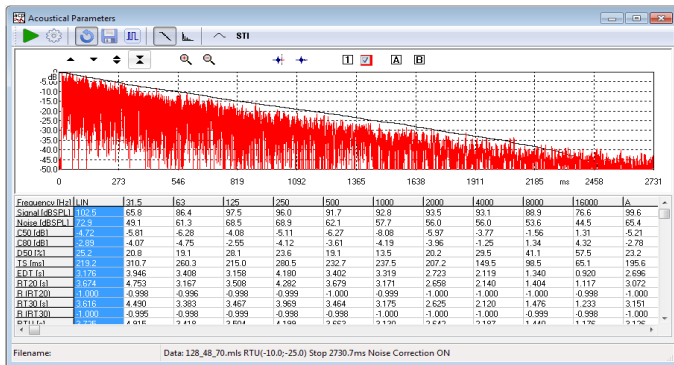 Acoustical Parameters
STI
1 A B
0
dB
-5.00
-10.0
-15.0
-20.0
-25.0
-30.0
-35.0
-40.0
-45.0
-50.0
0 273 546 819 1092 1365 1638 1911 2185 ms 2458 2731
Frequency [Hz] LIN 31.5 63 125 250 500 1000 2000 4000 8000 16000 A
Signal [dBSPL] 102.5 65.8 86.4 97.5 96.0 91.7 92.8 93.5 93.1 88.9 76.6 99.6
Noise [dBSPL] 72.9 49.1 61.3 68.5 68.9 62.1 57.7 56.0 56.0 53.6 44.5 65.4
C50 [dB] -4.72 -5.81 -6.28 -4.08 -5.11 -6.27 -8.08 -5.97 -3.77 -1.56 1.31 -5.21
C80 [dB] -2.89 -4.07 -4.75 -2.55 -4.12 -3.61 -4.19 -3.96 -1.25 1.34 4.32 -2.78
D50 [%] 25.2 20.8 19.1 28.1 23.6 19.1 13.5 20.2 29.5 41.1 57.5 23.2
TS [ms] 219.2 310.7 260.3 215.0 280.5 232.7 237.5 207.2 149.5 98.5 65.1 195.6
EDT [s] 3.176 3.946 3.408 3.158 4.180 3.402 3.319 2.723 2.119 1.340 0.920 2.696
RT20 [s] 3.674 4.753 3.167 3.508 4.282 3.679 3.171 2.658 2.140 1.404 1.117 3.072
R (RT20) -1.000 -0.998 -0.996 -0.998 -0.999 -0.999 -1.000 -1.000 -1.000 -1.000 -0.998 -1.000
RT30 [s] 3.616 4.490 3.383 3.467 3.969 3.464 3.175 2.625 2.120 1.476 1.233 3.151
R (RT30) -1.000 -0.995 -0.998 -0.999 -0.998 -0.999 -1.000 -1.000 -1.000 -0.998 -0.998 -1.000
Filename: Data: 128_48_70.mls RTU(-10.0;-25.0) Stop 2730.7ms Noise Correction ON